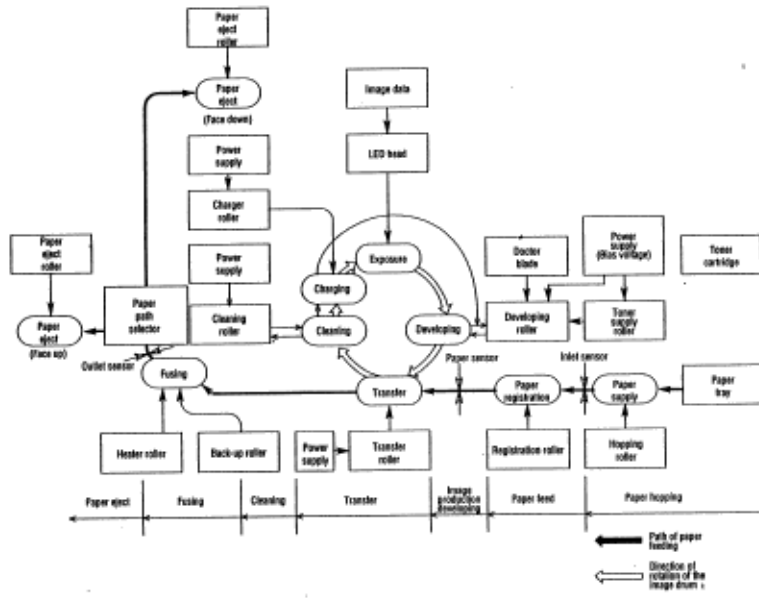 Paper
eject
roller
Paper
eject
(Face down)
Image data
LED head
Power
supply
Charger
roller
Power
supply
Cleaning
roller
Paper
eject
roller
Paper
eject
(Face up)
Paper
path
selector
Outlet sensor
Charging
Exposure
Cleaning
Developing
Transfer
Doctor
blade
Power
supply
(Bias voltage)
Toner
cartridge
Developing
roller
Toner
supply
roller
Paper sensor
Inlet sensor
Fusing
Paper
registration
Paper
supply
Paper
tray
Heater roller
Back-up roller
Power
supply
Transfer
roller
Registration roller
Hopping
roller
Paper eject
Fusing
Cleaning
Transfer
Image
production
developing
Paper feed
Paper hopping
Path of paper
feeding
Direction of
rotation of the
image drum